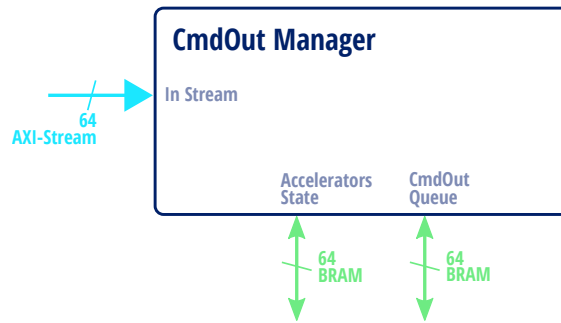 CmdOut Manager
In Stream
64
AXI-Stream
Accelerators
State
CmdOut
Queue
64
BRAM
64
BRAM